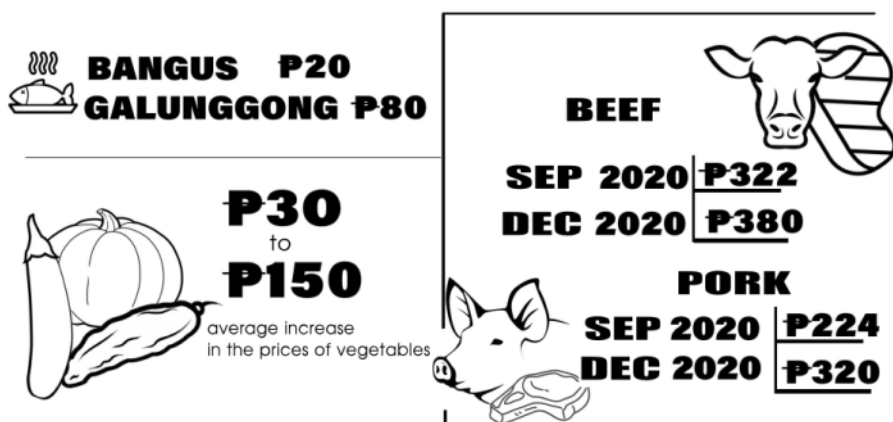 BANGUS ₱20
GALUNGGONG ₱80
₱30
to
₱150
average increase
in the prices of vegetables
BEEF
SEP 2020 ₱322
DEC 2020 ₱380
PORK
SEP 2020 ₱224
DEC 2020 ₱320